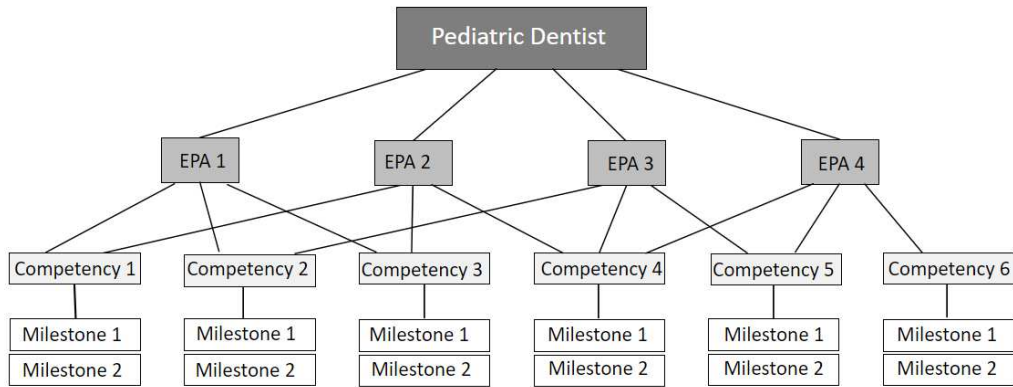 Pediatric Dentist
EPA 1
EPA 2
EPA 3
EPA 4
Competency 1
Competency 2
Competency 3
Competency 4
Competency 5
Competency 6
Milestone 1
Milestone 1
Milestone 1
Milestone 1
Milestone 1
Milestone 1
Milestone 2
Milestone 2
Milestone 2
Milestone 2
Milestone 2
Milestone 2